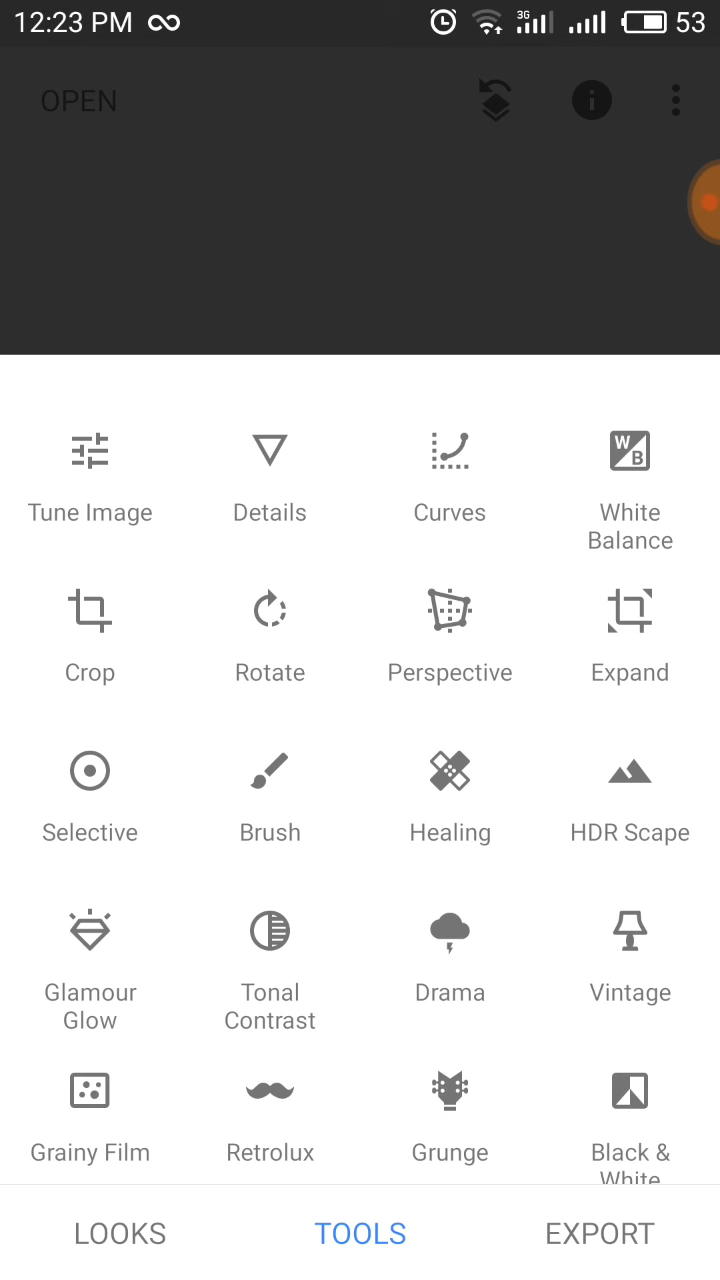 12:23 PM 3G 53
OPEN
Tune Image Details Curves White
Balance
Crop Rotate Perspective Expand
Selective Brush Healing HDR Scape
Glamour Tonal Drama Vintage
Glow Contrast
Grainy Film Retrolux Grunge Black &
White
LOOKS TOOLS EXPORT